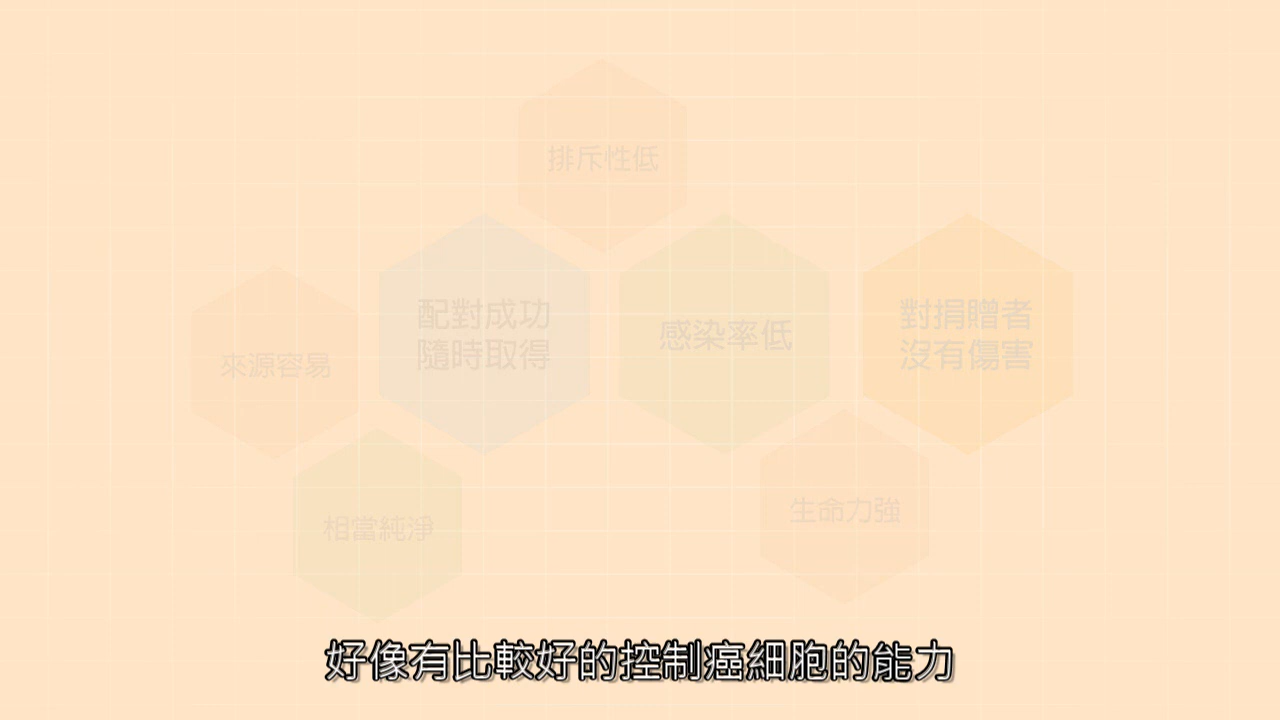 排斥性低
配對成功
隨時取得
感染率低
對捐贈者
沒有傷害
來源容易
相當純淨
生命力強
好像有比較好的控制癌細胞的能力